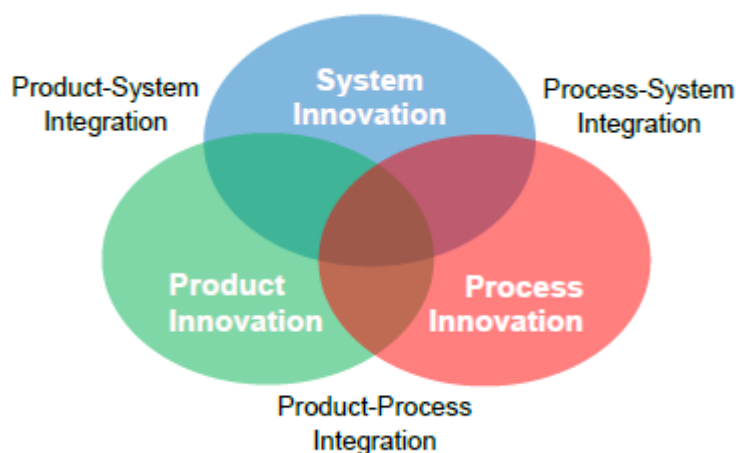 System
Innovation
Product-System
Integration
Process-System
Integration
Product
Innovation
Process
Innovation
Product-Process
Integration